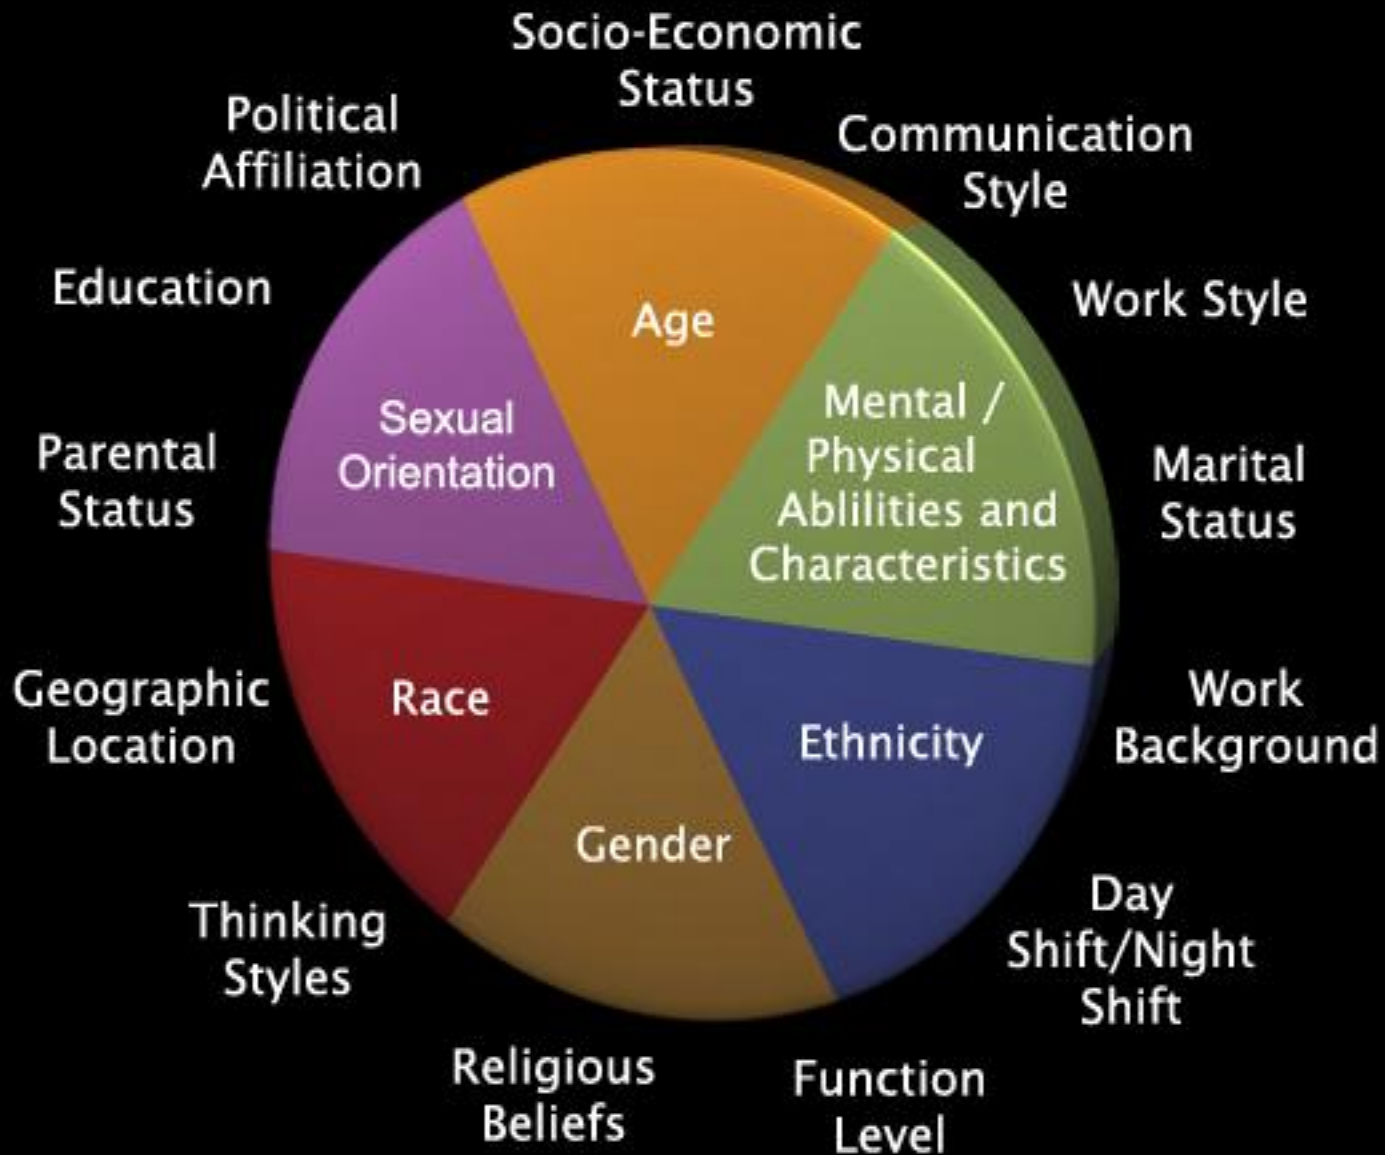 Socio-Economic
Status
Communication
Style
Work Style
Marital
Status
Work
Background
Day
Shift/Night
Shift
Function
Level
Religious
Beliefs
Thinking
Styles
Geographic
Location
Parental
Status
Education
Political
Affiliation
Age
Mental /
Physical
Ablilities and
Characteristics
Ethnicity
Gender
Race
Sexual
Orientation